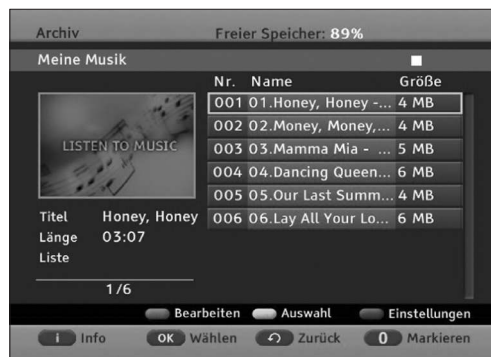 Archiv Freier Speicher: 89%
Meine Musik
Nr. Name Größe
001 01.Honey, Honey -... 4 MB
002 02.Money, Money,... 4 MB
003 03.Mamma Mia - ... 5 MB
004 04.Dancing Queen... 6 MB
005 05.Our Last Summ... 4 MB
006 06.Lay All Your Lo... 6 MB
LISTEN TO MUSIC
Titel Honey, Honey
Länge 03:07
Liste
1/6
Bearbeiten Auswahl Einstellungen
i Info OK Wählen Zurück 0 Markieren